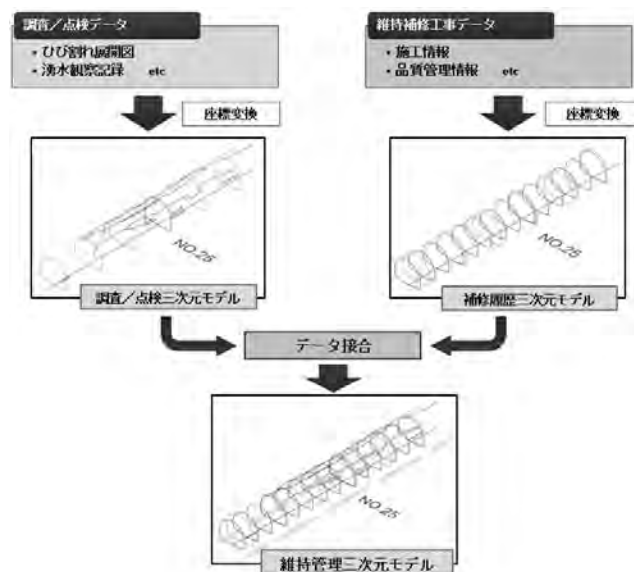 調査／点検データ
・ひび割れ展開図
・湧水観察記録　etc
座標変換
NO.25
調査／点検三次元モデル
維持補修工事データ
・施工情報
・品質管理情報　etc
座標変換
NO.25
補修履歴三次元モデル
データ接合
NO.25
維持管理三次元モデル